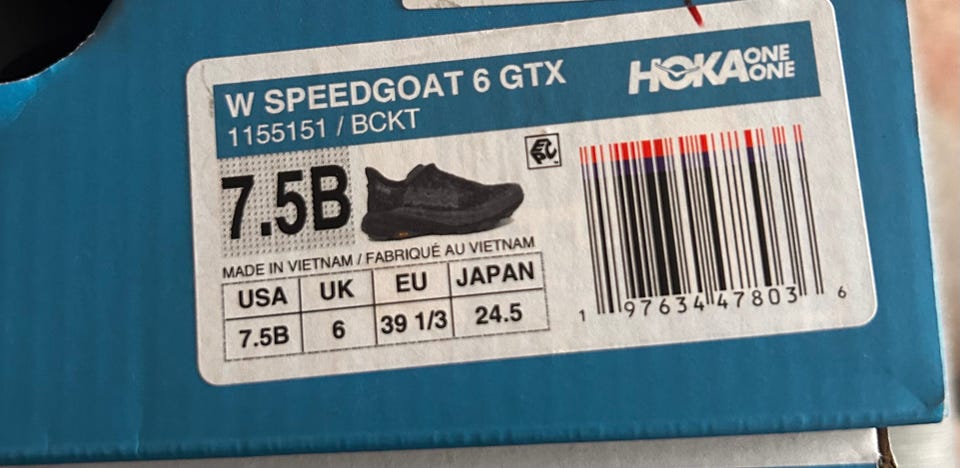 W SPEEDGOAT 6 GTX
1155151 / BCKT
HOKA ONE ONE
7.5B
EPC
MADE IN VIETNAM / FABRIQUÉ AU VIETNAM
USA UK EU JAPAN
7.5B 6 39 1/3 24.5
1 97634 47803 6